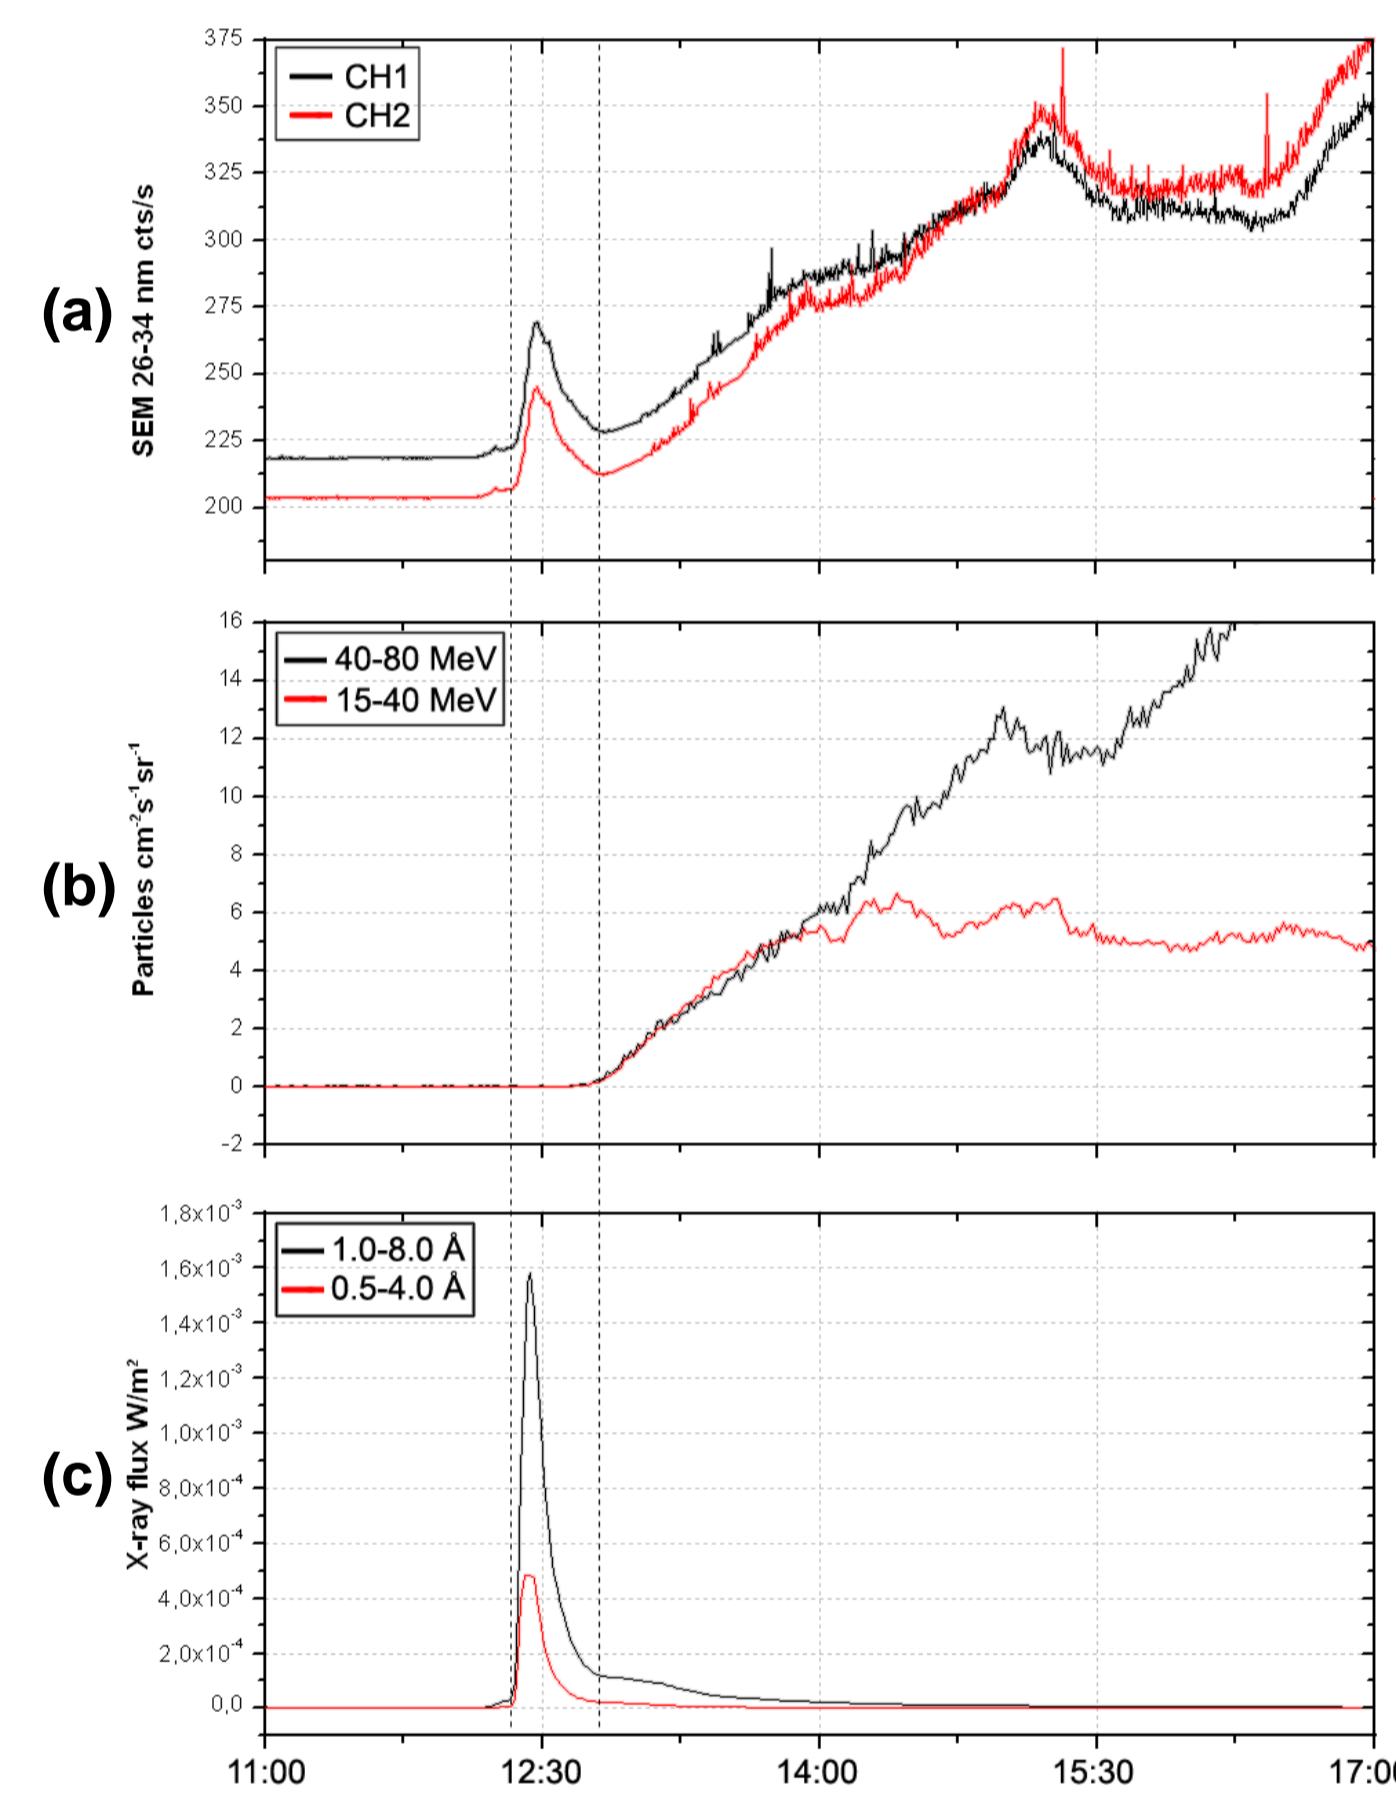 (a)
SEM 26-34 nm cts/s
375
350
325
300
275
250
225
200
CH1
CH2
(b)
Particles cm⁻²s⁻¹sr⁻¹
16
14
12
10
8
6
4
2
0
-2
40-80 MeV
15-40 MeV
(c)
X-ray flux W/m²
1,8x10⁻³
1,6x10⁻³
1,4x10⁻³
1,2x10⁻³
1,0x10⁻³
8,0x10⁻⁴
6,0x10⁻⁴
4,0x10⁻⁴
2,0x10⁻⁴
0,0
1.0-8.0 Å
0.5-4.0 Å
11:00 12:30 14:00 15:30 17:00